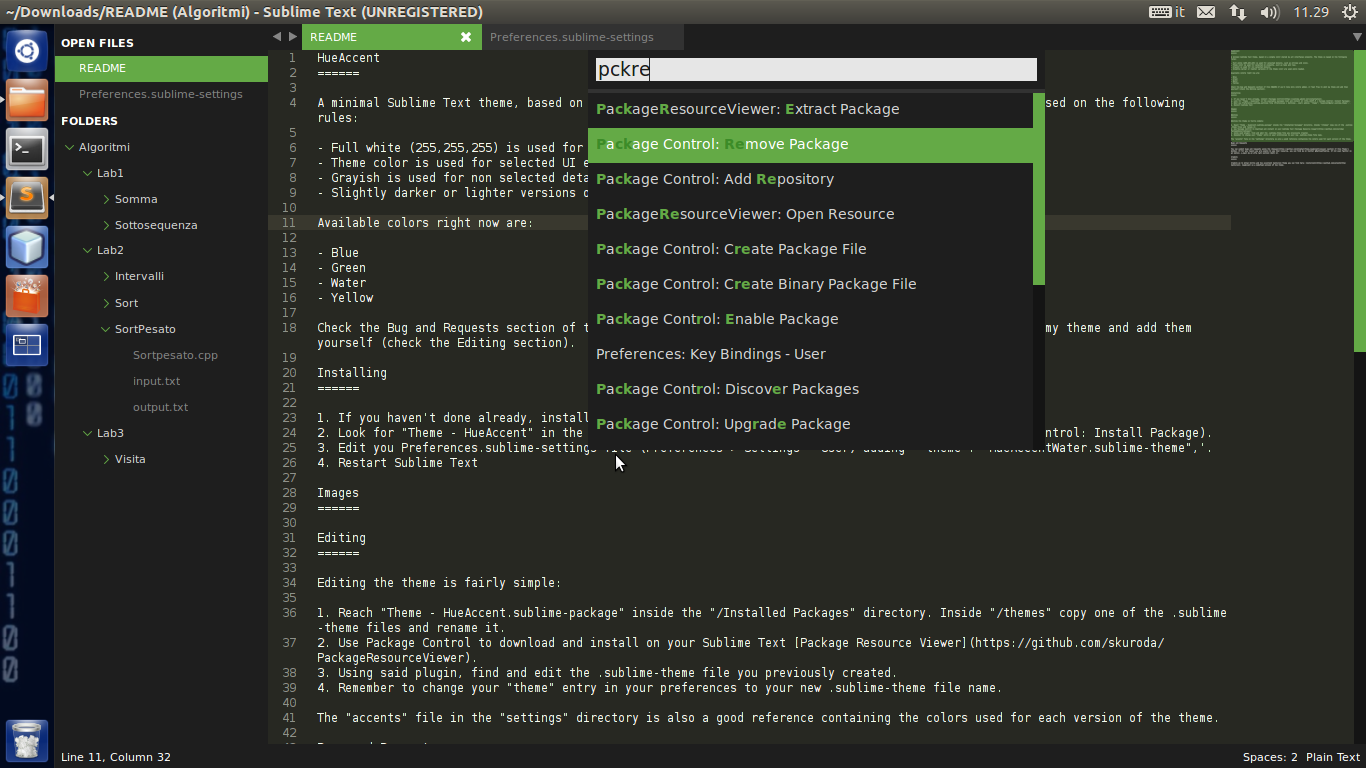 ~/Downloads/README (Algoritmi) - Sublime Text (UNREGISTERED)
it
11.29
OPEN FILES
README
Preferences.sublime-settings
FOLDERS
Algoritmi
Lab1
Somma
Sottosequenza
Lab2
Intervalli
Sort
SortPesato
Sortpesato.cpp
input.txt
output.txt
Lab3
Visita
README
Preferences.sublime-settings
pckre
PackageResourceViewer: Extract Package
Package Control: Remove Package
Package Control: Add Repository
PackageResourceViewer: Open Resource
Package Control: Create Package File
Package Control: Create Binary Package File
Package Control: Enable Package
Preferences: Key Bindings - User
Package Control: Discover Packages
Package Control: Upgrade Package
1 HueAccent
2 ======
3
4 A minimal Sublime Text theme, based on sed on the following
rules:
5
6 - Full white (255,255,255) is used for
7 - Theme color is used for selected UI e
8 - Grayish is used for non selected deta
9 - Slightly darker or lighter versions o
10
11 Available colors right now are:
12
13 - Blue
14 - Green
15 - Water
16 - Yellow
17
18 Check the Bug and Requests section of t my theme and add them
yourself (check the Editing section).
19
20 Installing
21 ======
22
23 1. If you haven't done already, install
24 2. Look for "Theme - HueAccent" in the ntrol: Install Package).
25 3. Edit you Preferences.sublime-settings file (Preferences > Settings - User) adding "theme": "HueAccentWater.sublime-theme",'.
26 4. Restart Sublime Text
27
28 Images
29 ======
30
31 Editing
32 ======
33
34 Editing the theme is fairly simple:
35
36 1. Reach "Theme - HueAccent.sublime-package" inside the "/Installed Packages" directory. Inside "/themes" copy one of the .sublime
-theme files and rename it.
37 2. Use Package Control to download and install on your Sublime Text [Package Resource Viewer](https://github.com/skuroda/
PackageResourceViewer).
38 3. Using said plugin, find and edit the .sublime-theme file you previously created.
39 4. Remember to change your "theme" entry in your preferences to your new .sublime-theme file name.
40
41 The "accents" file in the "settings" directory is also a good reference containing the colors used for each version of the theme.
42
Line 11, Column 32
Spaces: 2 Plain Text